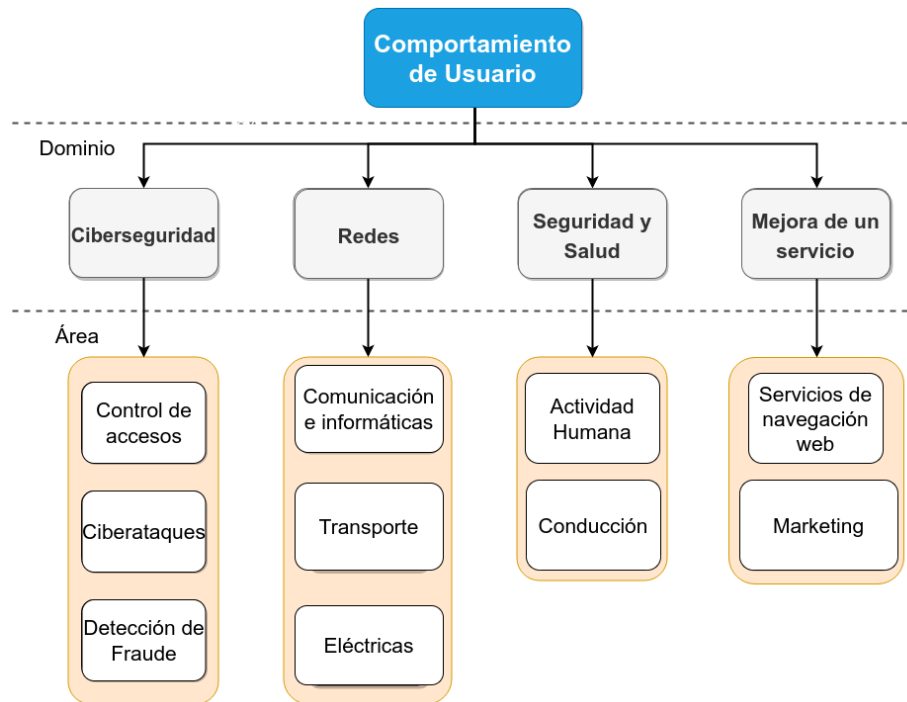 Comportamiento
de Usuario
Dominio
Ciberseguridad
Redes
Seguridad y
Salud
Mejora de un
servicio
Área
Control de
accesos
Ciberataques
Detección de
Fraude
Comunicación
e informáticas
Transporte
Eléctricas
Actividad
Humana
Conducción
Servicios de
navegación
web
Marketing